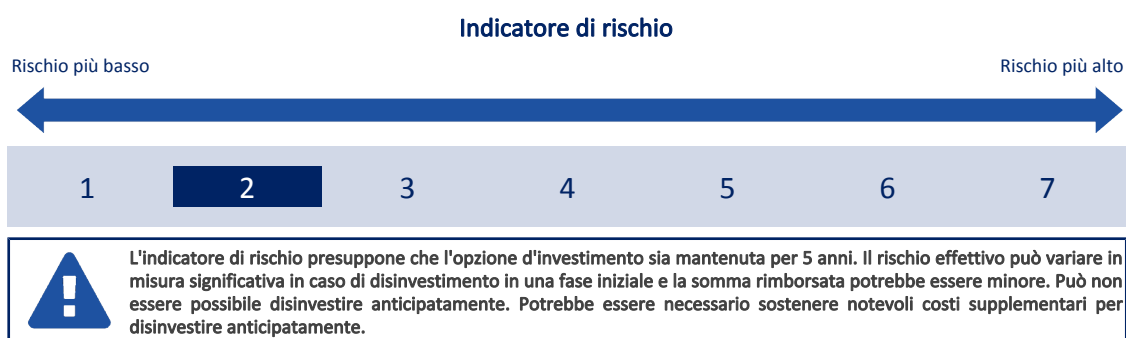 Indicatore di rischio
Rischio più basso
Rischio più alto
1 2 3 4 5 6 7
L'indicatore di rischio presuppone che l'opzione d'investimento sia mantenuta per 5 anni. Il rischio effettivo può variare in
misura significativa in caso di disinvestimento in una fase iniziale e la somma rimborsata potrebbe essere minore. Può non
essere possibile disinvestire anticipatamente. Potrebbe essere necessario sostenere notevoli costi supplementari per
disinvestire anticipatamente.